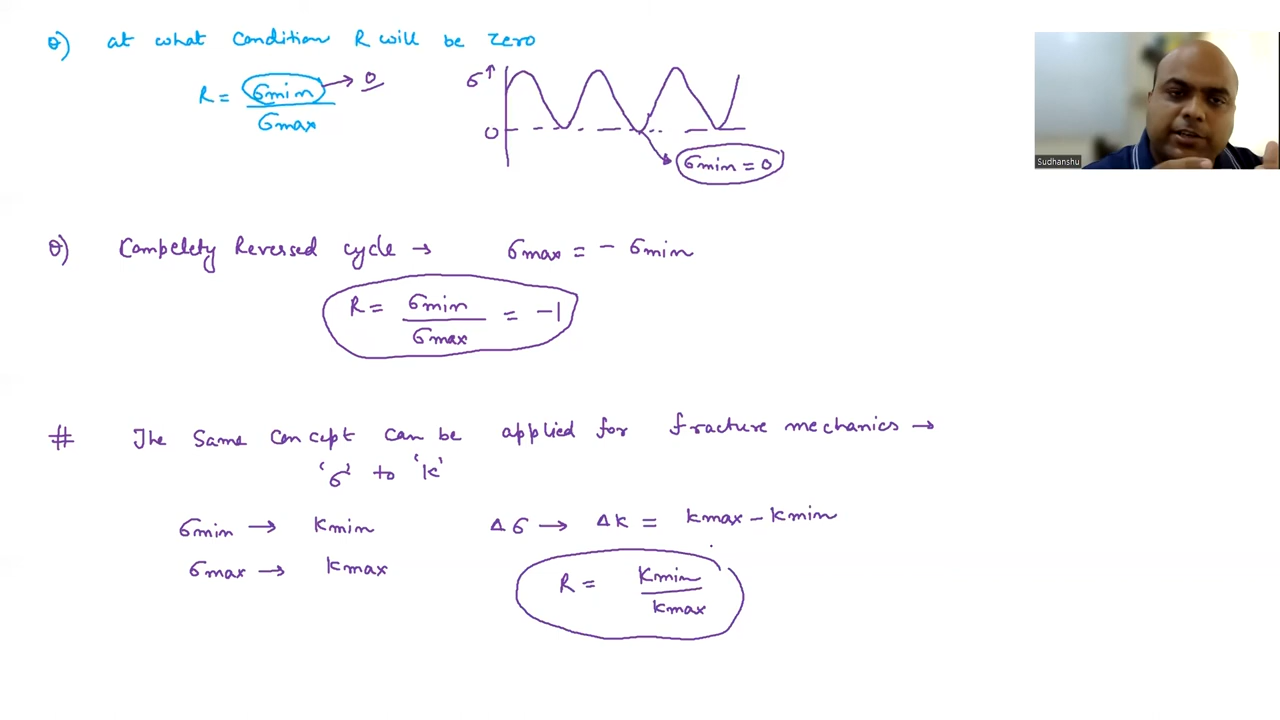 Q) at what condition R will be zero
R = σmin / σmax → 0
σ↑
0
σmin = 0
Sudhanshu
Q) Compelety Reversed cycle → σmax = - σmin
R = σmin / σmax = -1
# The same concept can be applied for fracture mechanics →
'σ' to 'K'
σmin → Kmin
Δσ → ΔK = Kmax - Kmin
σmax → Kmax
R = Kmin / Kmax